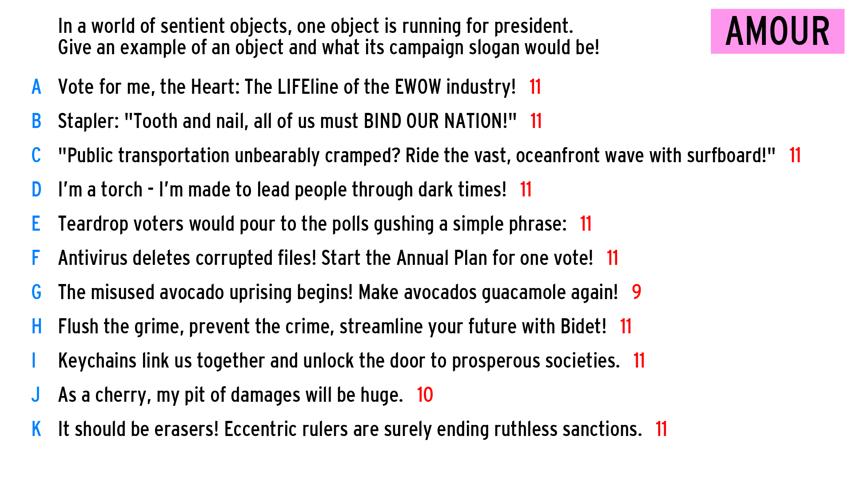 In a world of sentient objects, one object is running for president.
Give an example of an object and what its campaign slogan would be!
AMOUR
A Vote for me, the Heart: The LIFEline of the EWOW industry! 11
B Stapler: "Tooth and nail, all of us must BIND OUR NATION!" 11
C "Public transportation unbearably cramped? Ride the vast, oceanfront wave with surfboard!" 11
D I'm a torch - I'm made to lead people through dark times! 11
E Teardrop voters would pour to the polls gushing a simple phrase: 11
F Antivirus deletes corrupted files! Start the Annual Plan for one vote! 11
G The misused avocado uprising begins! Make avocados guacamole again! 9
H Flush the grime, prevent the crime, streamline your future with Bidet! 11
I Keychains link us together and unlock the door to prosperous societies. 11
J As a cherry, my pit of damages will be huge. 10
K It should be erasers! Eccentric rulers are surely ending ruthless sanctions. 11